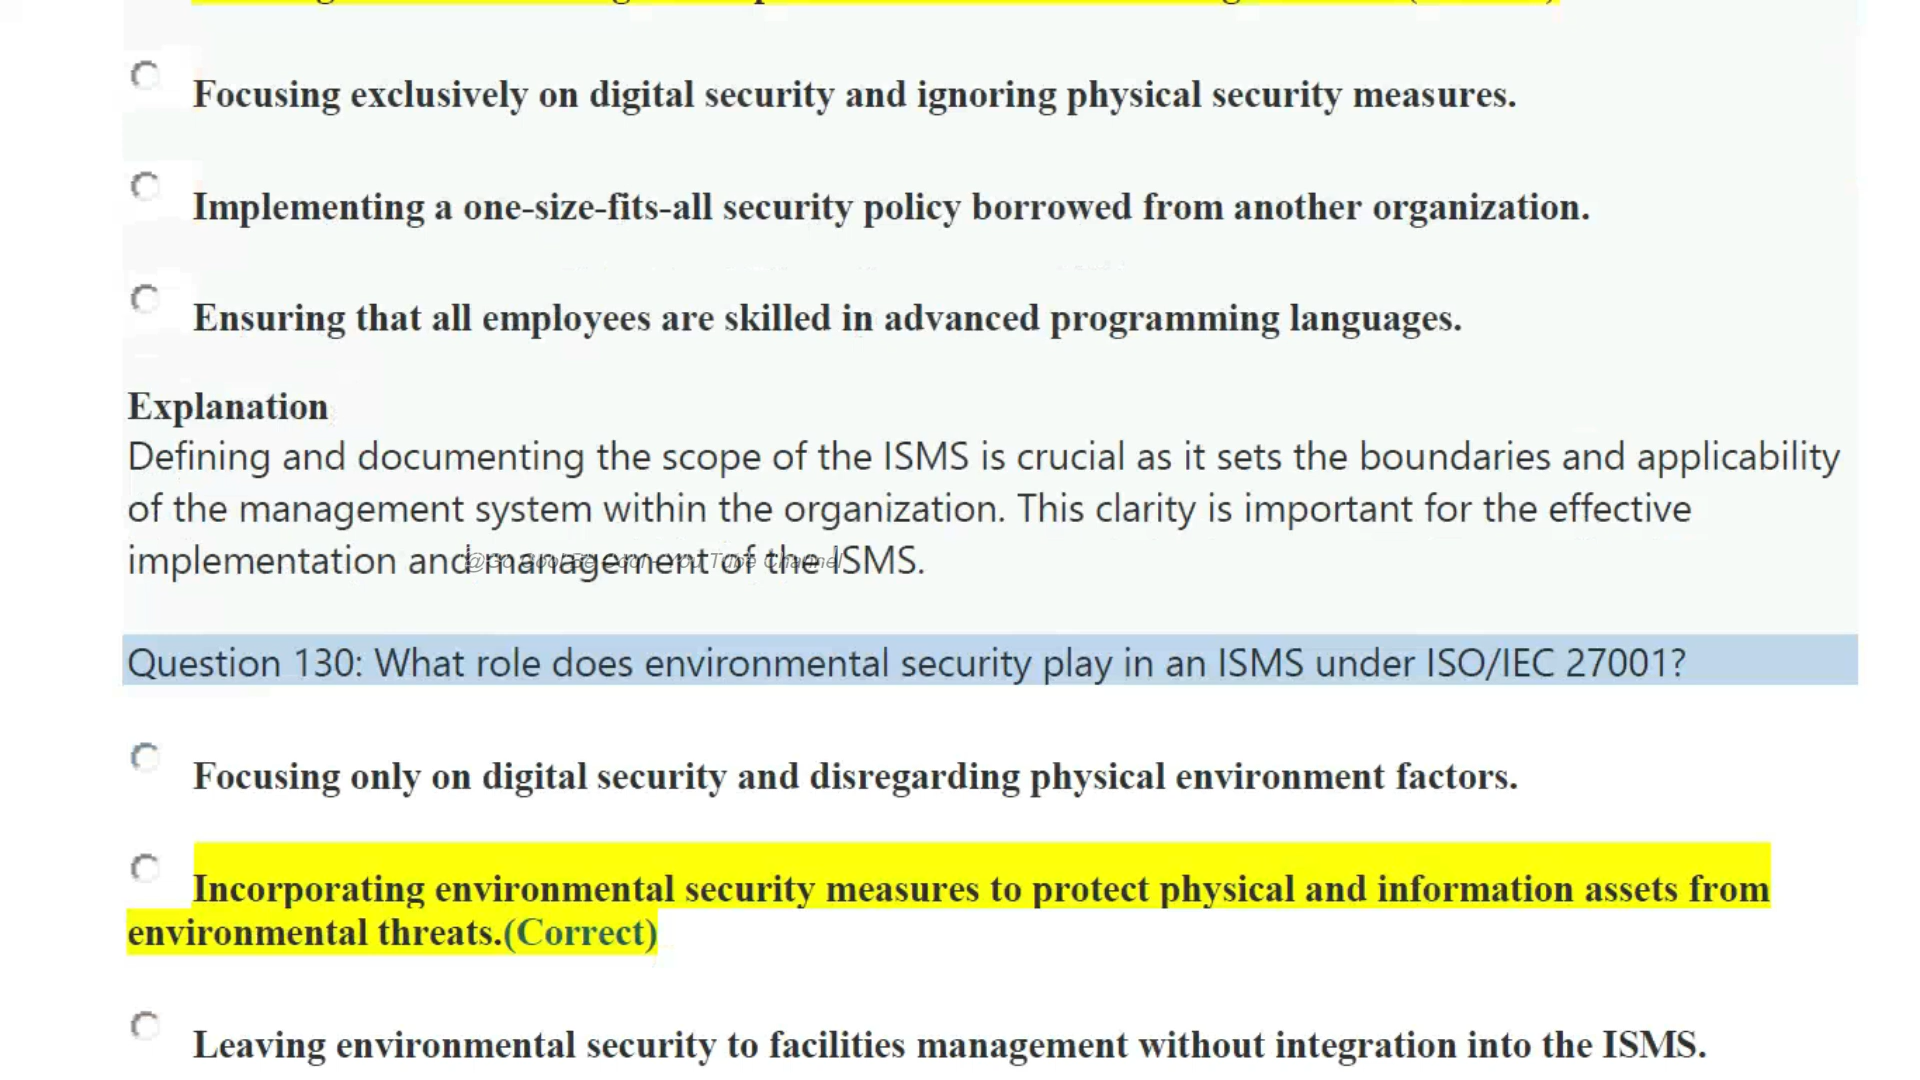 Focusing exclusively on digital security and ignoring physical security measures.
Implementing a one-size-fits-all security policy borrowed from another organization.
Ensuring that all employees are skilled in advanced programming languages.
Explanation
Defining and documenting the scope of the ISMS is crucial as it sets the boundaries and applicability
of the management system within the organization. This clarity is important for the effective
implementation and management of the ISMS.
Question 130: What role does environmental security play in an ISMS under ISO/IEC 27001?
Focusing only on digital security and disregarding physical environment factors.
Incorporating environmental security measures to protect physical and information assets from
environmental threats.(Correct)
Leaving environmental security to facilities management without integration into the ISMS.